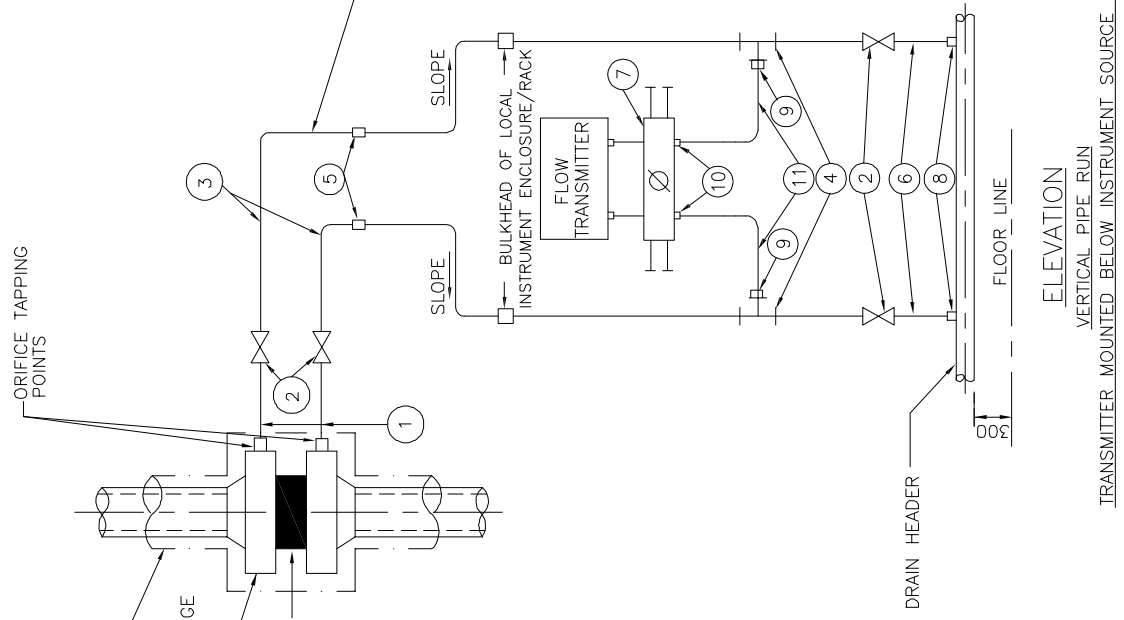 ORIFICE TAPPING
POINTS
GE
1
2
3
5
SLOPE
SLOPE
BULKHEAD OF LOCAL
INSTRUMENT ENCLOSURE/RACK
FLOW
TRANSMITTER
7
10
9
9
11
4
2
6
8
DRAIN HEADER
300
FLOOR LINE
ELEVATION
VERTICAL PIPE RUN
TRANSMITTER MOUNTED BELOW INSTRUMENT SOURCE